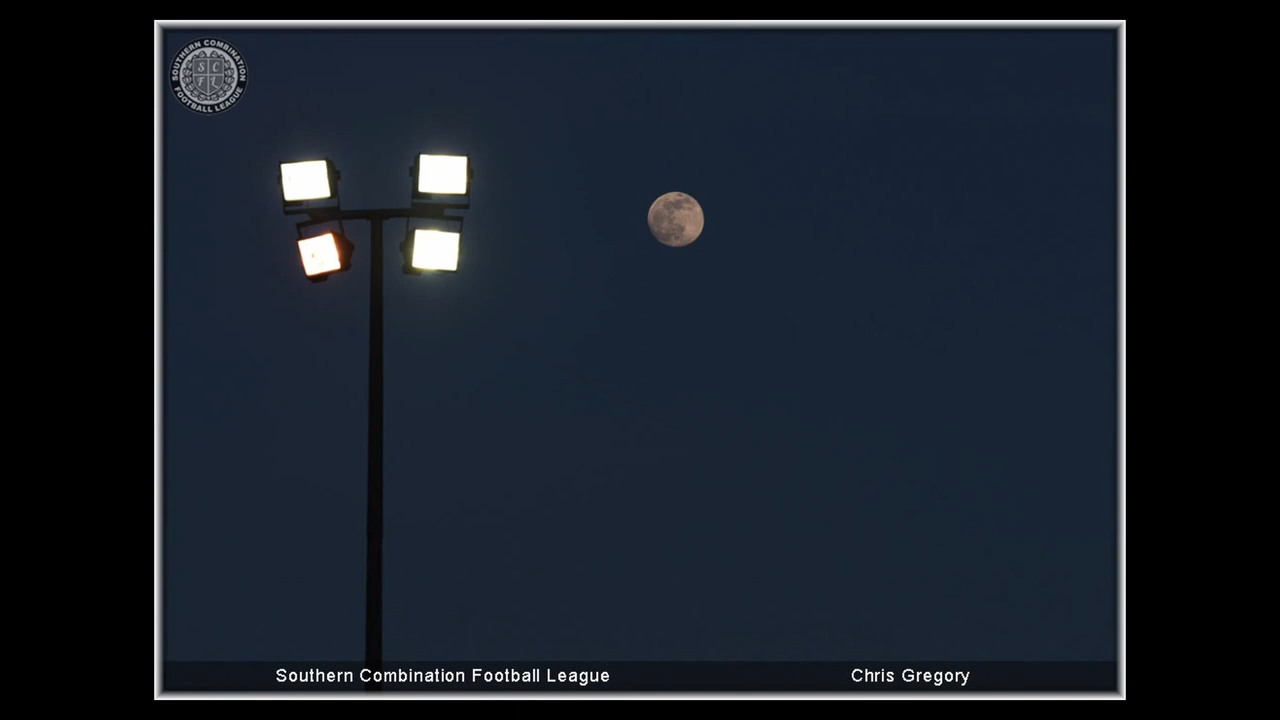 SOUTHERN COMBINATION
S C
F L
FOOTBALL LEAGUE
Southern Combination Football League
Chris Gregory